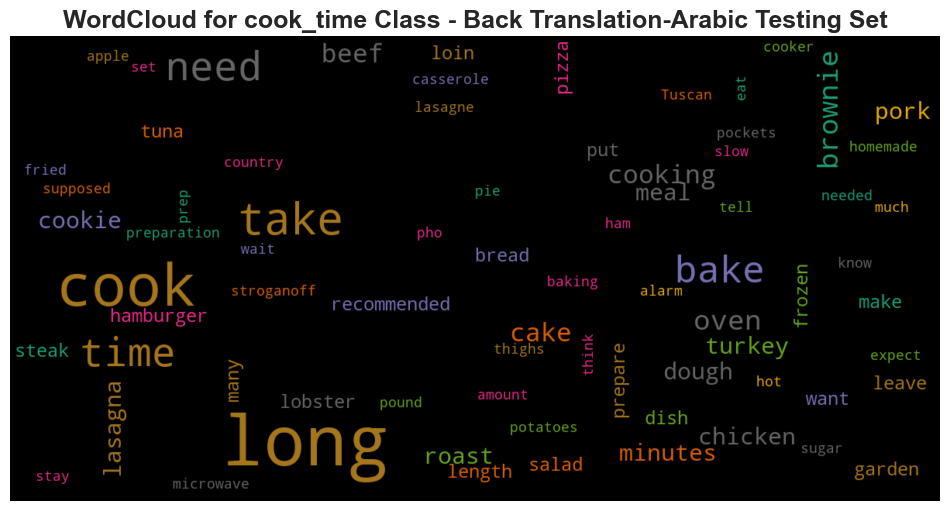 WordCloud for cook_time Class - Back Translation-Arabic Testing Set
apple
set
need
beef
loin
casserole
lasagne
pizza
cooker
Tuscan
eat
brownie
pork
tuna
pockets
homemade
fried
country
put
slow
supposed
cooking
meal
cookie
prep
preparation
take
pie
needed
much
tell
ham
pho
wait
bread
cook
stroganoff
recommended
baking
bake
alarm
know
frozen
make
hamburger
oven
steak
time
cake
thighs
think
turkey
expect
lasagna
many
prepare
dough
hot
leave
amount
want
lobster
pound
long
dish
potatoes
chicken
roast
minutes
sugar
length
salad
garden
stay
microwave